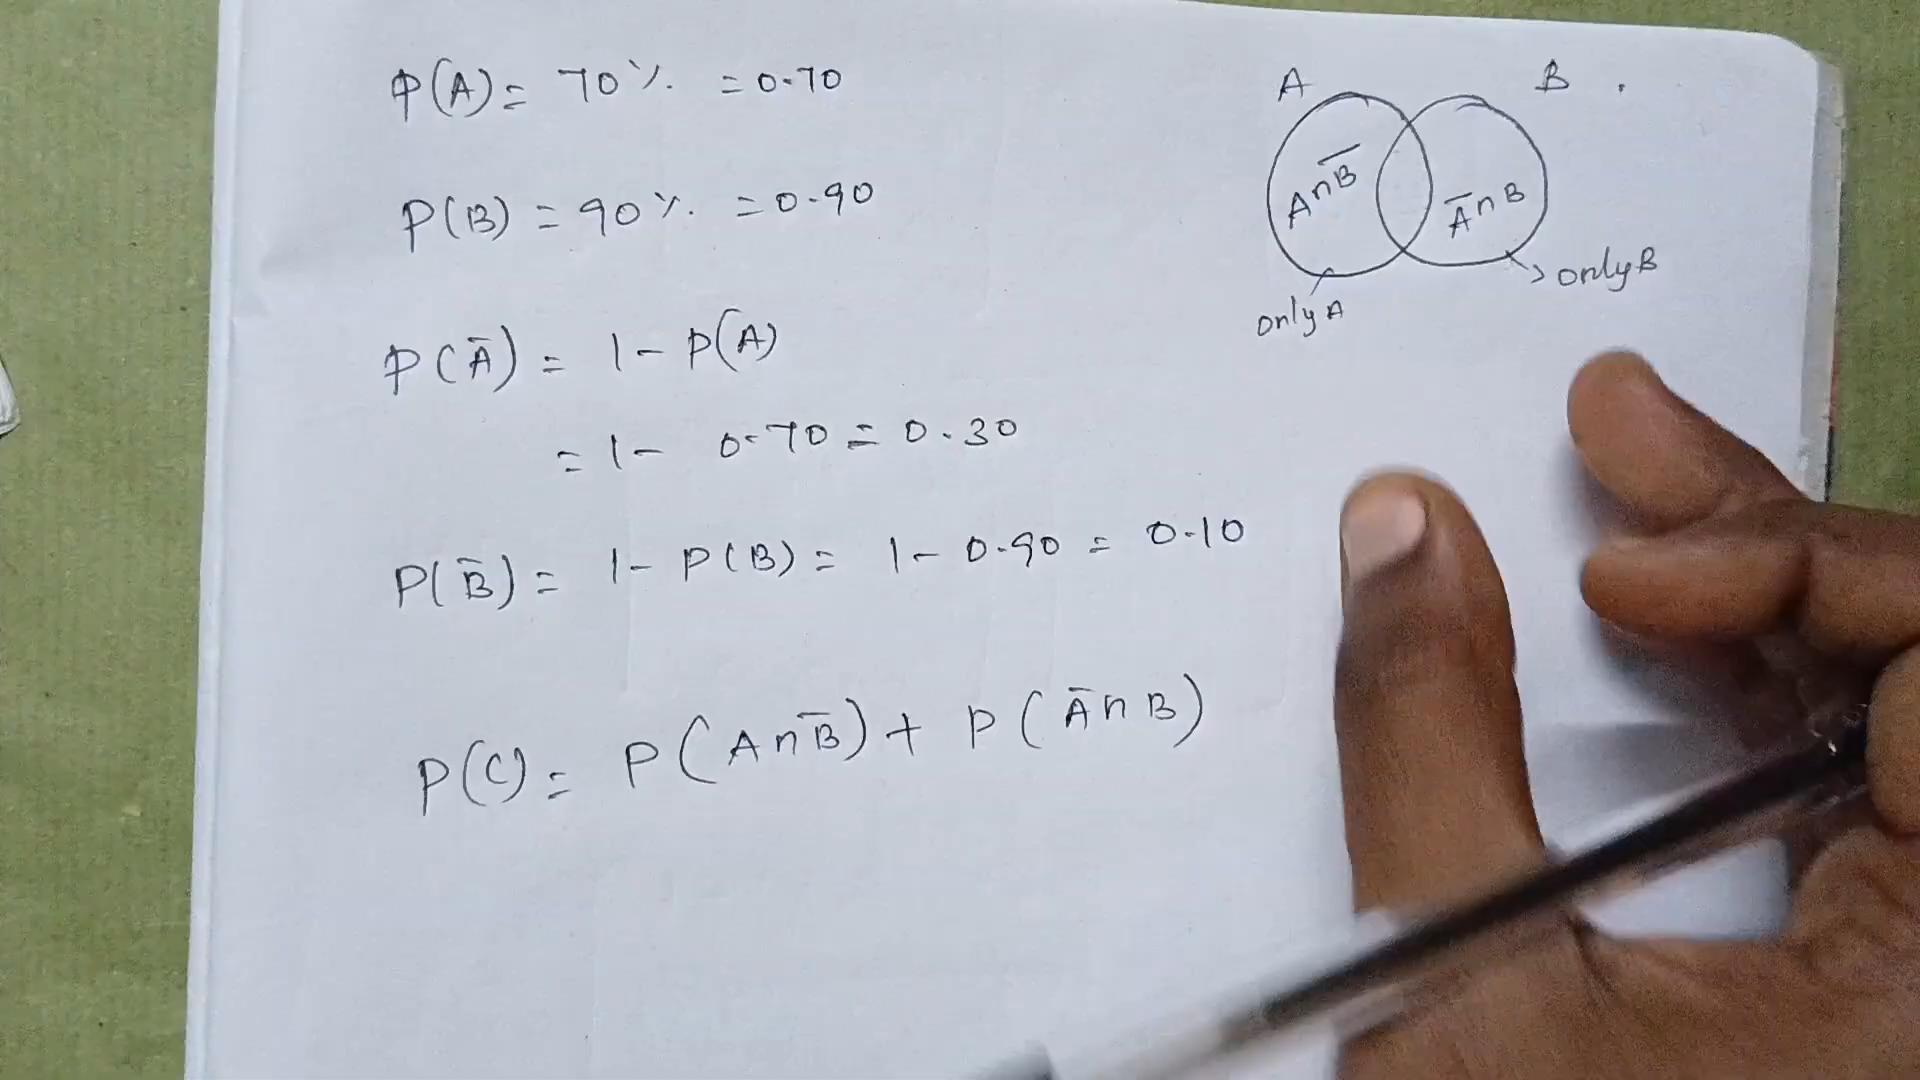 P(A) = 70% = 0.70
P(B) = 90% = 0.90
P(Ā) = 1 - P(A)
= 1 - 0.70 = 0.30
P(B̄) = 1 - P(B) = 1 - 0.90 = 0.10
P(C) = P(A∩B̄) + P(Ā∩B)
A B
A∩B̄ Ā∩B
only B
only A